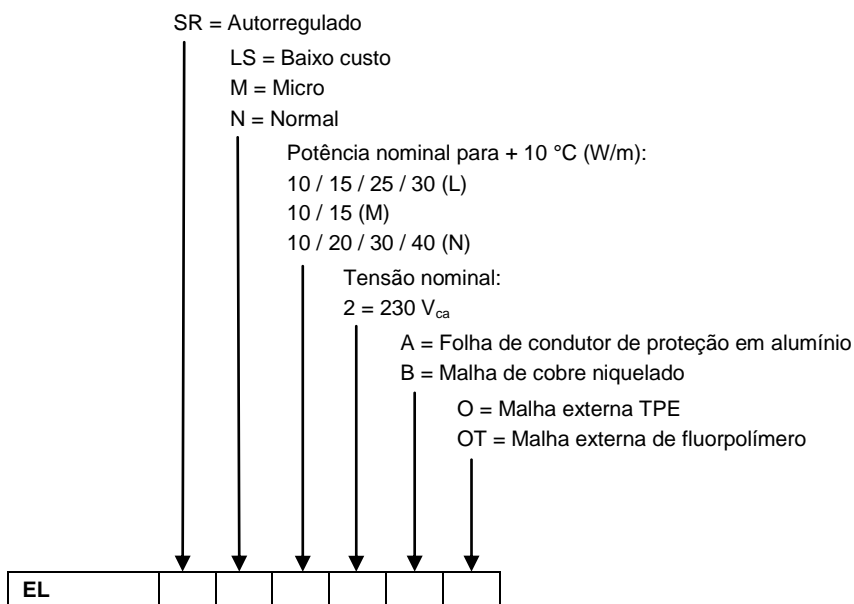 SR = Autorregulado
LS = Baixo custo
M = Micro
N = Normal
Potência nominal para + 10 °C (W/m):
10 / 15 / 25 / 30 (L)
10 / 15 (M)
10 / 20 / 30 / 40 (N)
Tensão nominal:
2 = 230 Vca
A = Folha de condutor de proteção em alumínio
B = Malha de cobre niquelado
O = Malha externa TPE
OT = Malha externa de fluorpolímero
EL